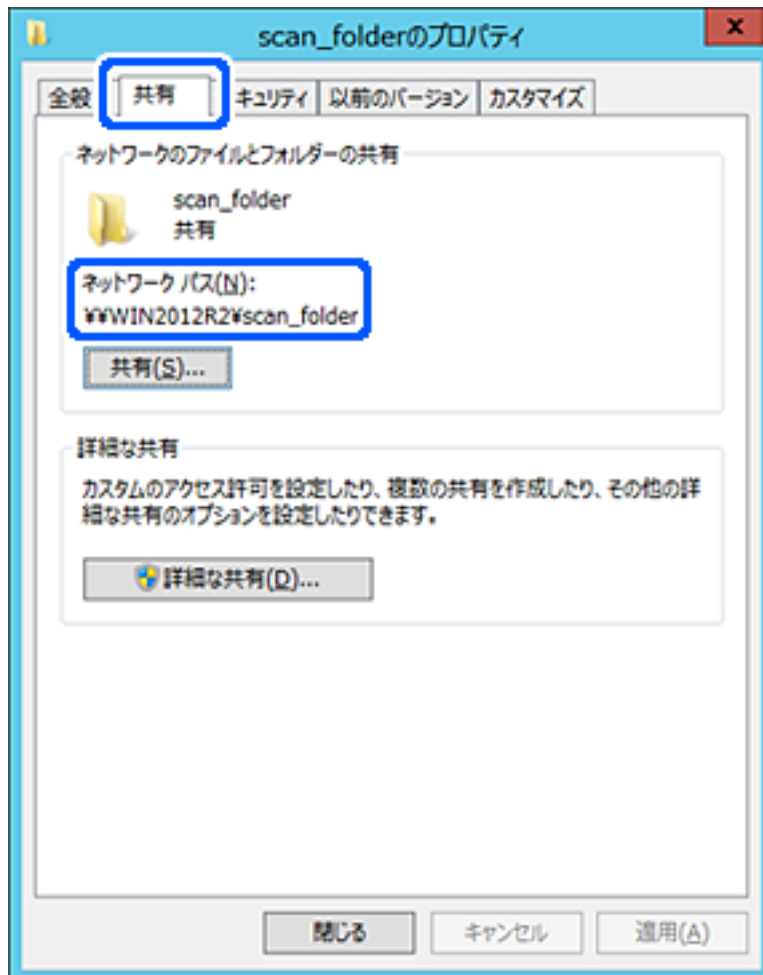 scan_folderのプロパティ
全般
共有
キュリティ
以前のバージョン
カスタマイズ
ネットワークのファイルとフォルダーの共有
scan_folder
共有
ネットワーク パス(N):
¥¥WIN2012R2¥scan_folder
共有(S)...
詳細な共有
カスタムのアクセス許可を設定したり、複数の共有を作成したり、その他の詳
細な共有のオプションを設定したりできます。
詳細な共有(D)...
閉じる
キャンセル
適用(A)